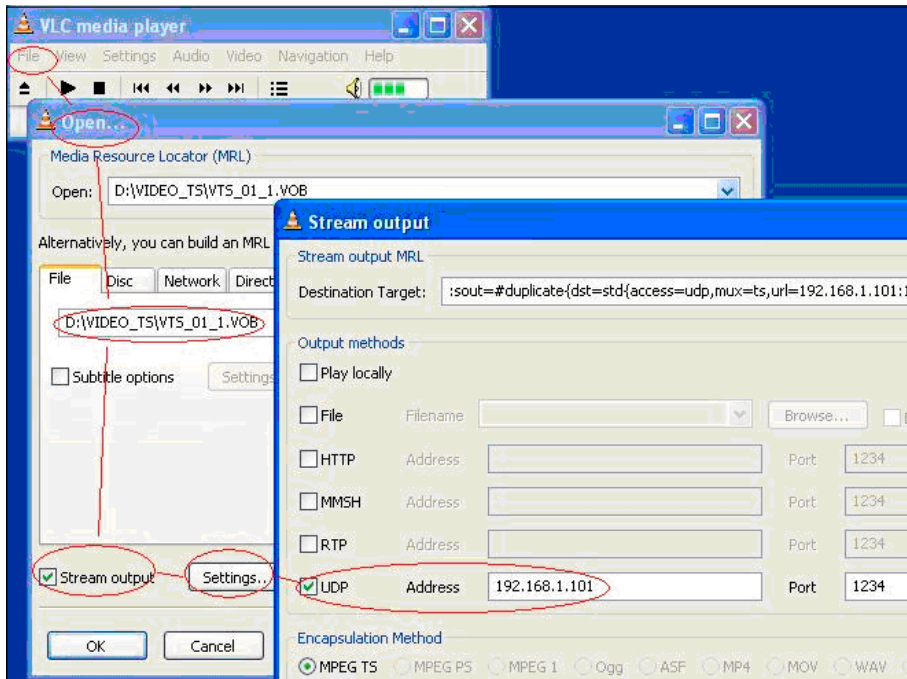 VLC media player
File View Settings Audio Video Navigation Help
Open...
Media Resource Locator (MRL)
Open: D:\VIDEO_TS\VTS_01_1.VOB
Alternatively, you can build an MRL
File Disc Network Direct
D:\VIDEO_TS\VTS_01_1.VOB
Subtitle options Settings
Stream output Settings..
OK Cancel
Stream output
Stream output MRL
Destination Target: :sout=#duplicate{dst=std{access=udp,mux=ts,url=192.168.1.101:1
Output methods
Play locally
File Filename Browse...
HTTP Address Port 1234
MMSH Address Port 1234
RTP Address Port 1234
UDP Address 192.168.1.101 Port 1234
Encapsulation Method
MPEG TS MPEG PS MPEG 1 Ogg ASF MP4 MOV WAV